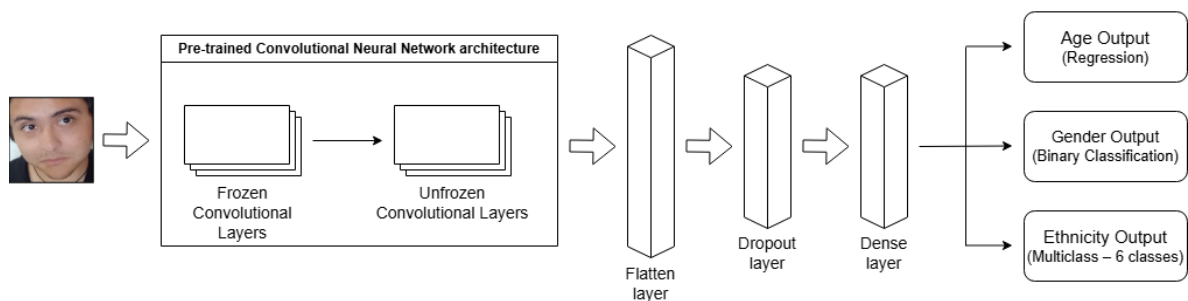 Pre-trained Convolutional Neural Network architecture
Frozen
Convolutional
Layers
Unfrozen
Convolutional Layers
Flatten
layer
Dropout
layer
Dense
layer
Age Output
(Regression)
Gender Output
(Binary Classification)
Ethnicity Output
(Multiclass – 6 classes)